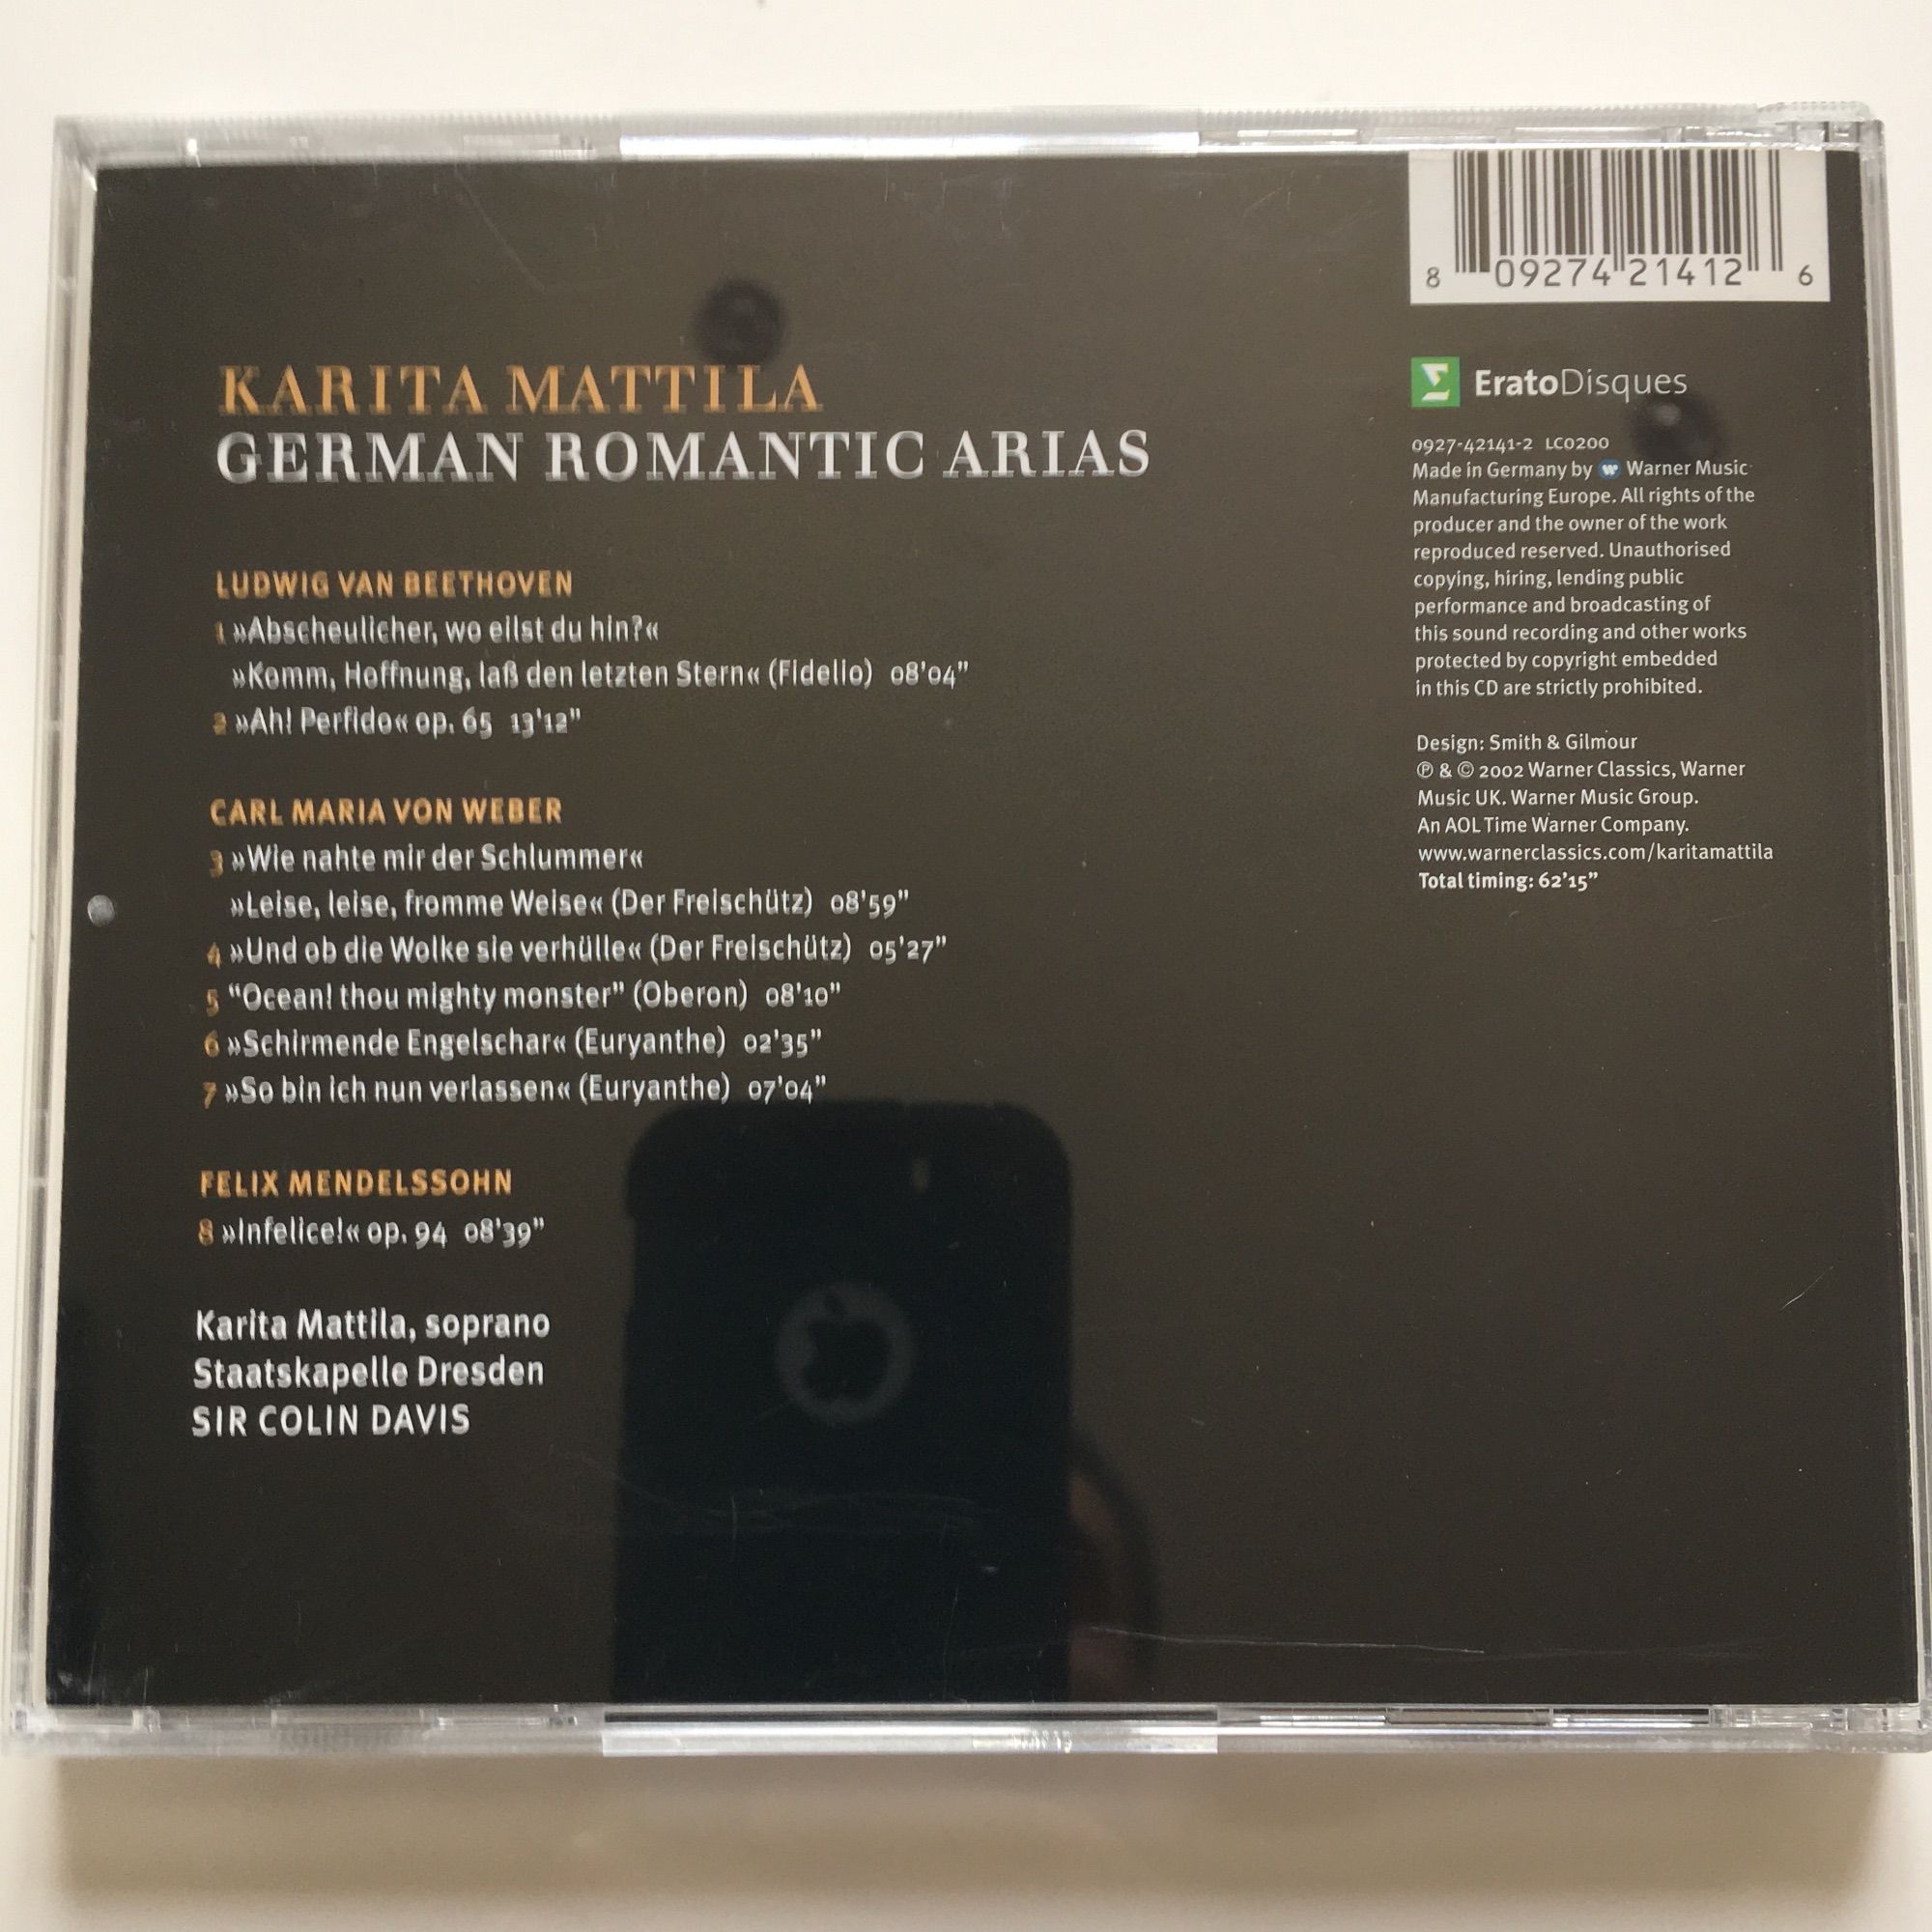 8 09274 21412 6
KARITA MATTILA
GERMAN ROMANTIC ARIAS
LUDWIG VAN BEETHOVEN
1 »Abscheulicher, wo eilst du hin?«
»Komm, Hoffnung, laß den letzten Stern« (Fidelio) 08'04"
2 »Ah! Perfido« op. 65 13'12"
CARL MARIA VON WEBER
3 »Wie nahte mir der Schlummer«
»Leise, leise, fromme Weise« (Der Freischütz) 08'59"
4 »Und ob die Wolke sie verhülle« (Der Freischütz) 05'27"
5 “Ocean! thou mighty monster” (Oberon) 08'10"
6 »Schirmende Engelschar« (Euryanthe) 02'35"
7 »So bin ich nun verlassen« (Euryanthe) 07'04"
FELIX MENDELSSOHN
8 »Infelice!« op. 94 08'39"
Karita Mattila, soprano
Staatskapelle Dresden
SIR COLIN DAVIS
EratoDisques
0927-42141-2 LC0200
Made in Germany by W Warner Music
Manufacturing Europe. All rights of the
producer and the owner of the work
reproduced reserved. Unauthorised
copying, hiring, lending public
performance and broadcasting of
this sound recording and other works
protected by copyright embedded
in this CD are strictly prohibited.
Design: Smith & Gilmour
℗ & © 2002 Warner Classics, Warner
Music UK. Warner Music Group.
An AOL Time Warner Company.
www.warnerclassics.com/karitamattila
Total timing: 62'15"